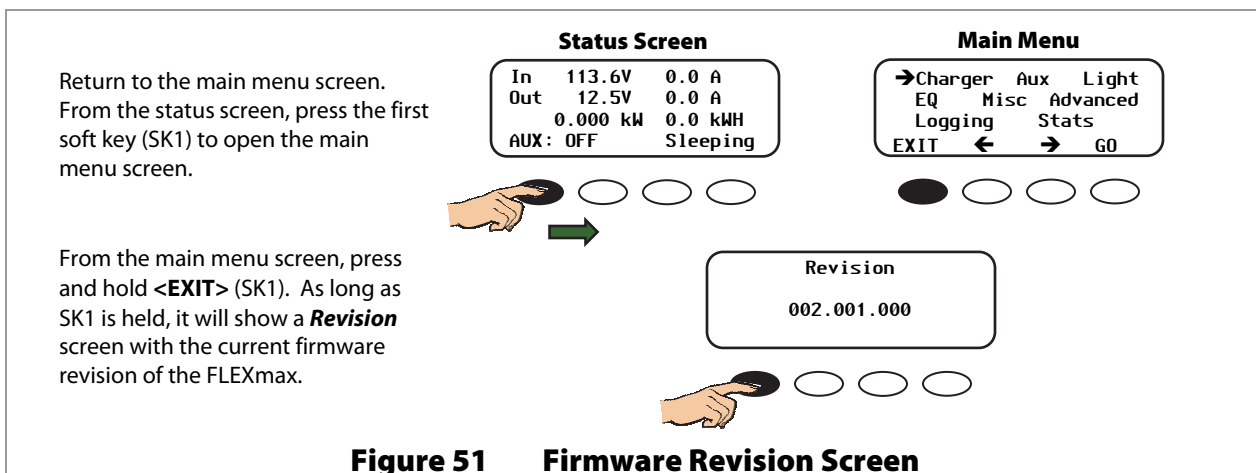 Return to the main menu screen.
From the status screen, press the first
soft key (SK1) to open the main
menu screen.
Status Screen
In 113.6V 0.0 A
Out 12.5V 0.0 A
0.000 kW 0.0 kWH
AUX: OFF Sleeping
Main Menu
➔Charger Aux Light
EQ Misc Advanced
Logging Stats
EXIT 🡸 ➔ GO
From the main menu screen, press
and hold <EXIT> (SK1). As long as
SK1 is held, it will show a Revision
screen with the current firmware
revision of the FLEXmax.
Revision
002.001.000
Figure 51 Firmware Revision Screen